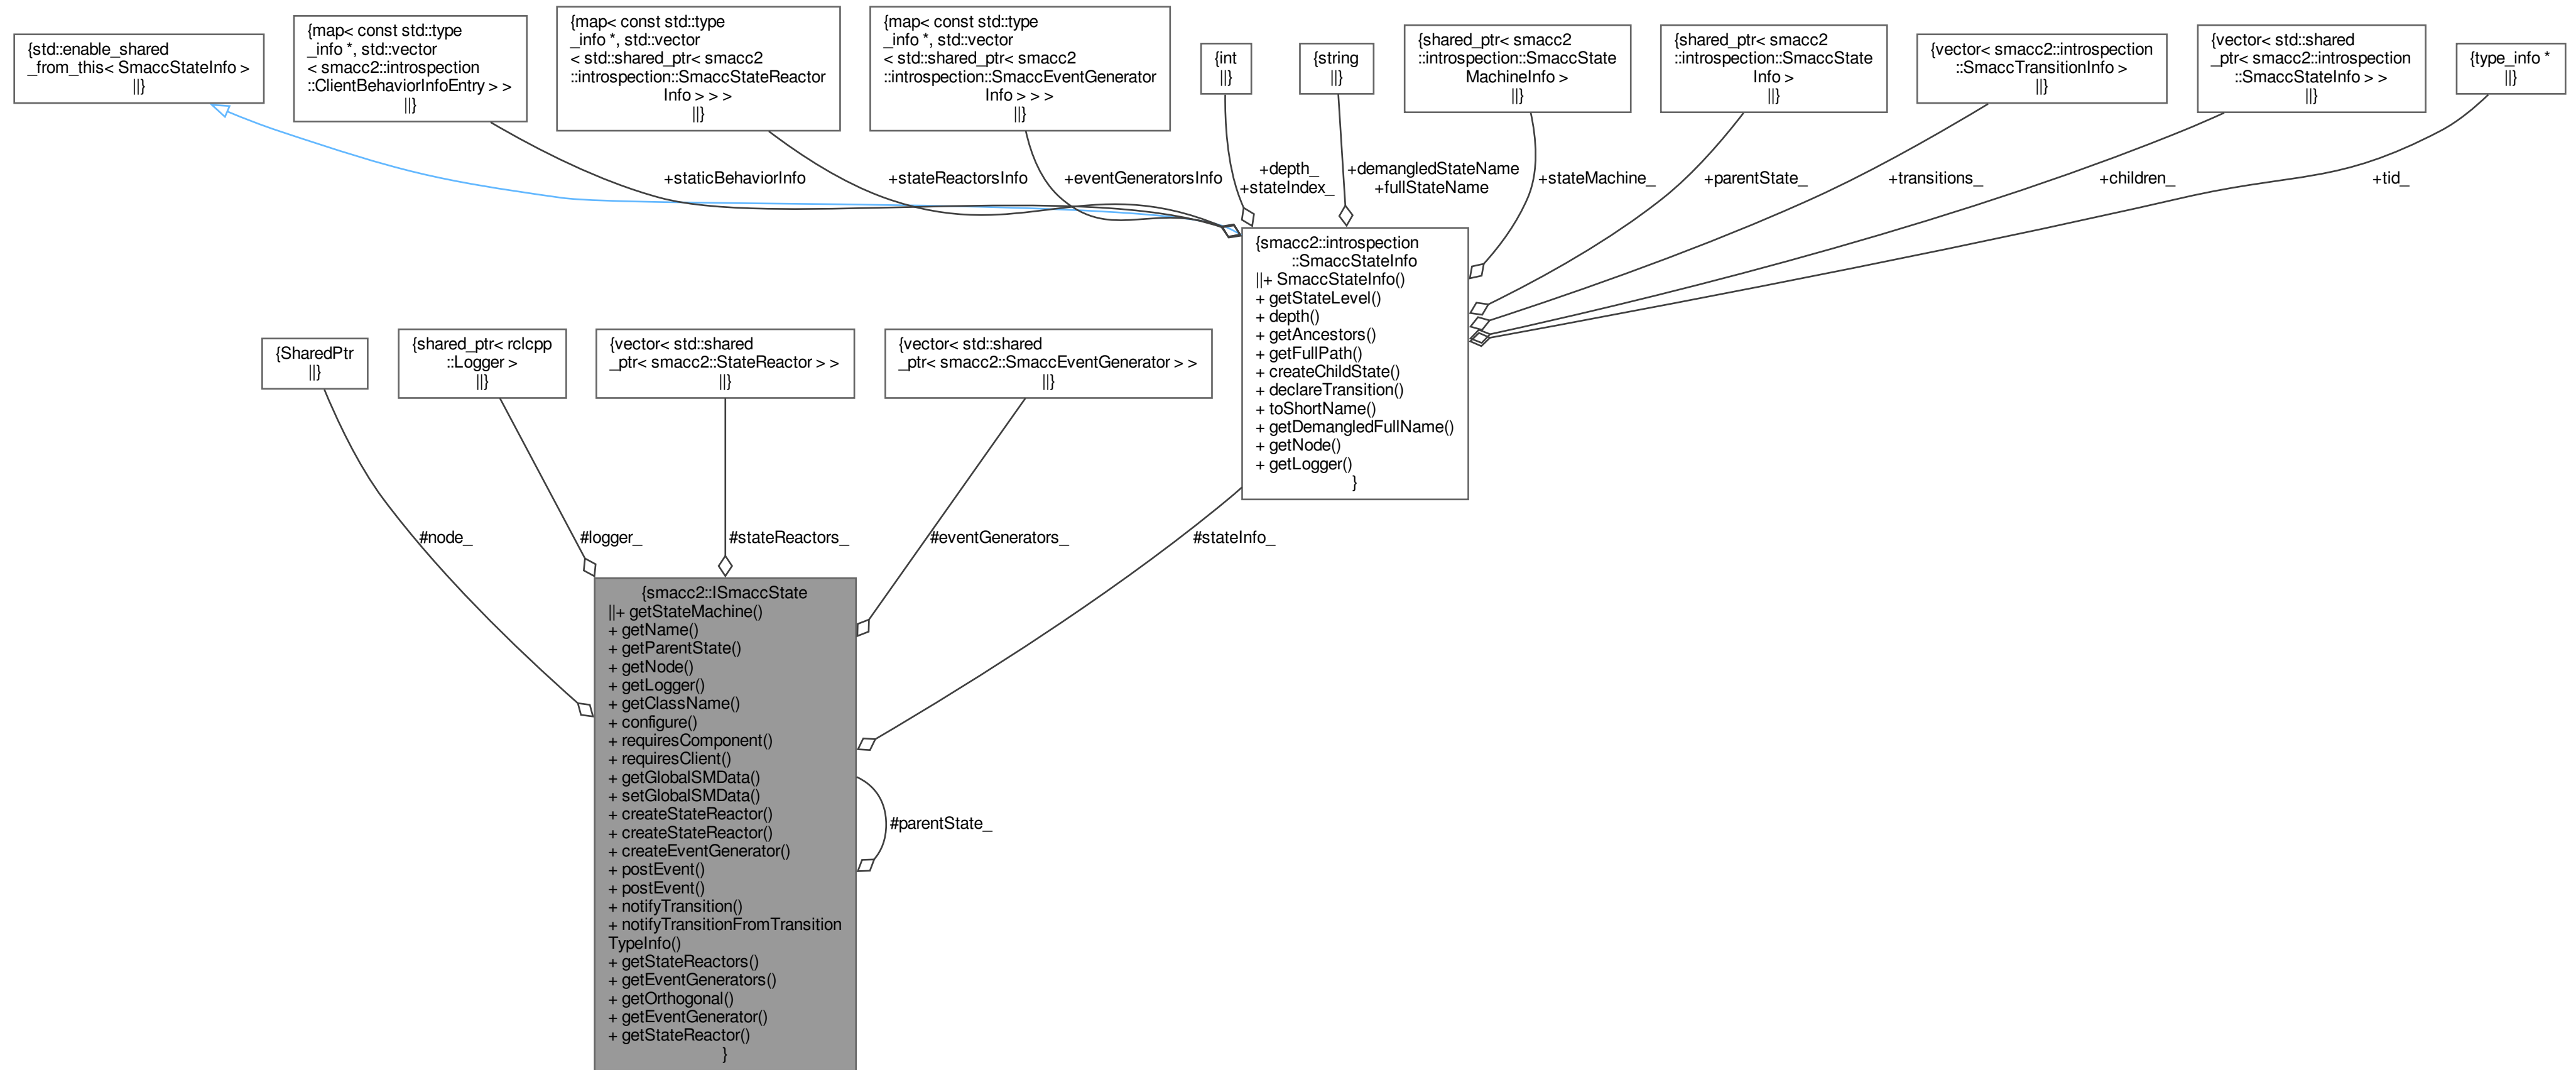 {std::enable_shared
_from_this< SmaccStateInfo >
||}
{map< const std::type
_info *, std::vector
< smacc2::introspection
::ClientBehaviorInfoEntry > >
||}
{map< const std::type
_info *, std::vector
< std::shared_ptr< smacc2
::introspection::SmaccStateReactor
Info > > >
||}
{map< const std::type
_info *, std::vector
< std::shared_ptr< smacc2
::introspection::SmaccEventGenerator
Info > > >
||}
{int
||}
{string
||}
{shared_ptr< smacc2
::introspection::SmaccState
MachineInfo >
||}
{shared_ptr< smacc2
::introspection::SmaccState
Info >
||}
{vector< smacc2::introspection
::SmaccTransitionInfo >
||}
{vector< std::shared
_ptr< smacc2::introspection
::SmaccStateInfo > >
||}
{type_info *
||}
+staticBehaviorInfo
+stateReactorsInfo
+eventGeneratorsInfo
+depth_
+stateIndex_
+demangledStateName
+fullStateName
+stateMachine_
+parentState_
+transitions_
+children_
+tid_
{smacc2::introspection
::SmaccStateInfo
||+ SmaccStateInfo()
+ getStateLevel()
+ depth()
+ getAncestors()
+ getFullPath()
+ createChildState()
+ declareTransition()
+ toShortName()
+ getDemangledFullName()
+ getNode()
+ getLogger()
}
{SharedPtr
||}
{shared_ptr< rclcpp
::Logger >
||}
{vector< std::shared
_ptr< smacc2::StateReactor > >
||}
{vector< std::shared
_ptr< smacc2::SmaccEventGenerator > >
||}
#node_
#logger_
#stateReactors_
#eventGenerators_
#stateInfo_
{smacc2::ISmaccState
||+ getStateMachine()
+ getName()
+ getParentState()
+ getNode()
+ getLogger()
+ getClassName()
+ configure()
+ requiresComponent()
+ requiresClient()
+ getGlobalSMData()
+ setGlobalSMData()
+ createStateReactor()
+ createStateReactor()
+ createEventGenerator()
+ postEvent()
+ postEvent()
+ notifyTransition()
+ notifyTransitionFromTransition
TypeInfo()
+ getStateReactors()
+ getEventGenerators()
+ getOrthogonal()
+ getEventGenerator()
+ getStateReactor()
}
#parentState_